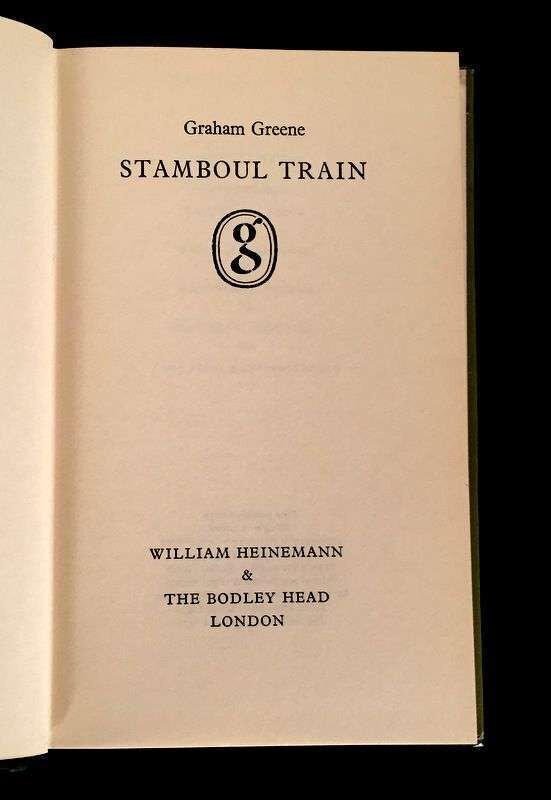 Graham Greene
STAMBOUL TRAIN
g
WILLIAM HEINEMANN
&
THE BODLEY HEAD
LONDON